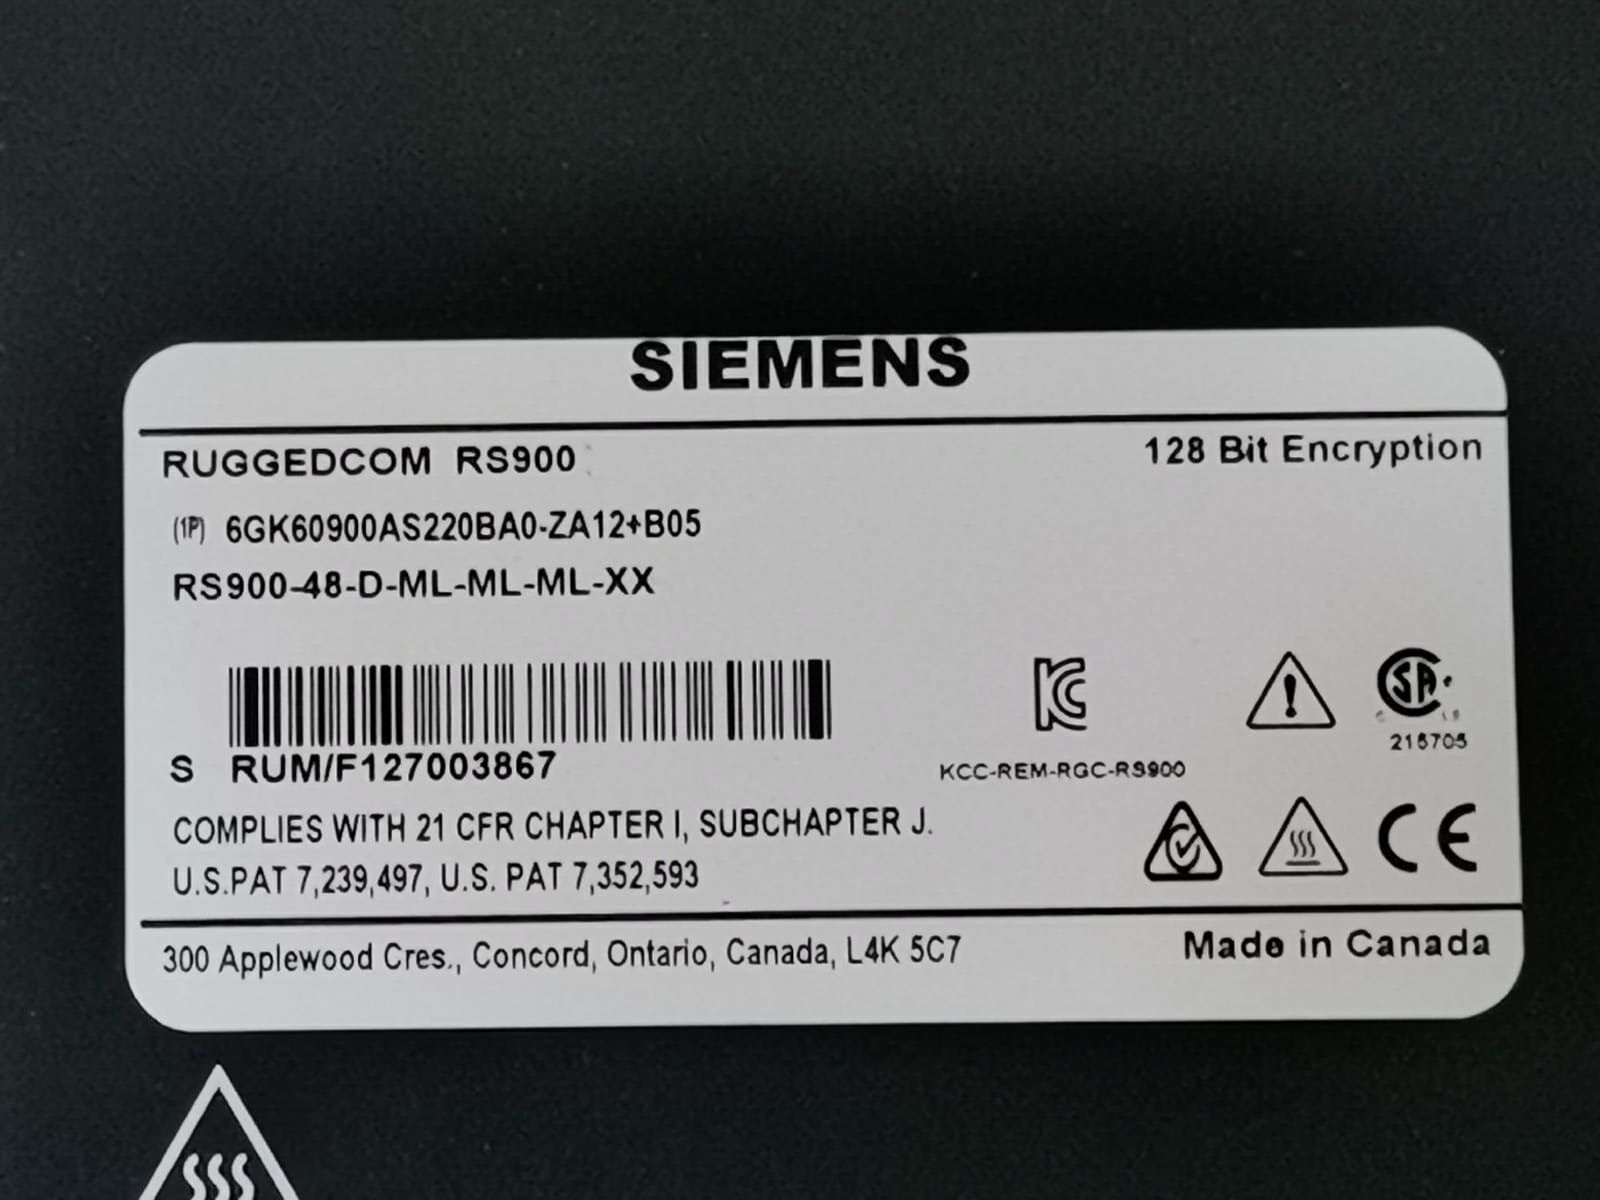 SIEMENS
RUGGEDCOM RS900
128 Bit Encryption
(1P) 6GK60900AS220BA0-ZA12+B05
RS900-48-D-ML-ML-ML-XX
S RUM/F127003867
KCC-REM-RGC-RS900
SA
216705
COMPLIES WITH 21 CFR CHAPTER I, SUBCHAPTER J.
U.S.PAT 7,239,497, U.S. PAT 7,352,593
CE
300 Applewood Cres., Concord, Ontario, Canada, L4K 5C7
Made in Canada